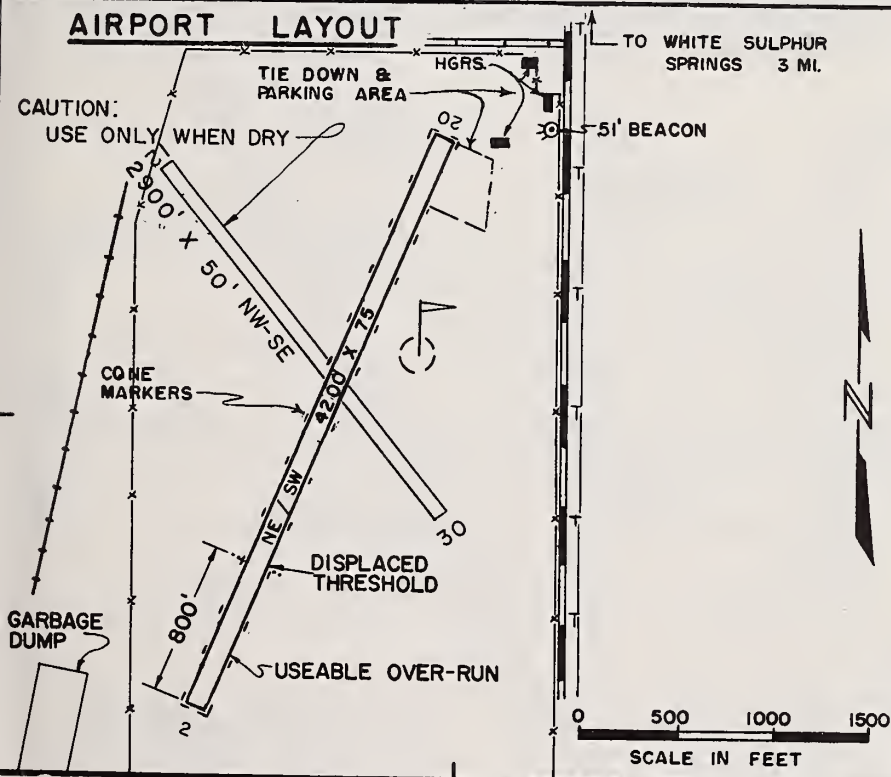 AIRPORT LAYOUT
TO WHITE SULPHUR
SPRINGS 3 MI.
TIE DOWN &
PARKING AREA
HGRS.
CAUTION:
USE ONLY WHEN DRY
20
51' BEACON
2900' X 50' NW-SE
CONE
MARKERS
4200 X 75
NE / SW
30
DISPLACED
THRESHOLD
800'
GARBAGE
DUMP
USEABLE OVER-RUN
2
N
T
T
T
T
T
T
T
0 500 1000 1500
SCALE IN FEET